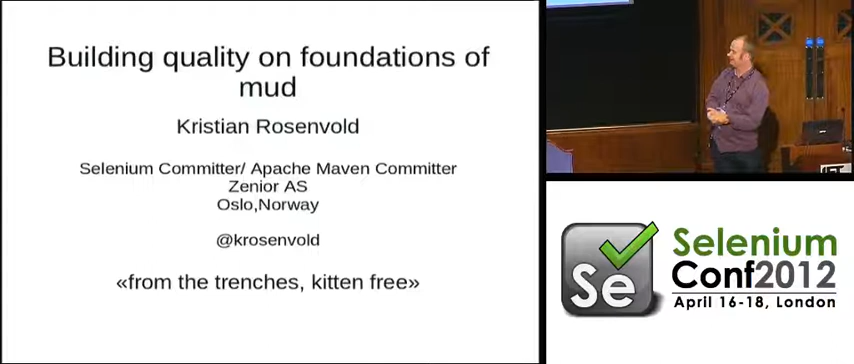 Building quality on foundations of
mud
Kristian Rosenvold
Selenium Committer/ Apache Maven Committer
Zenior AS
Oslo,Norway
@krosenvold
«from the trenches, kitten free»
Se
Selenium
Conf2012
April 16-18, London